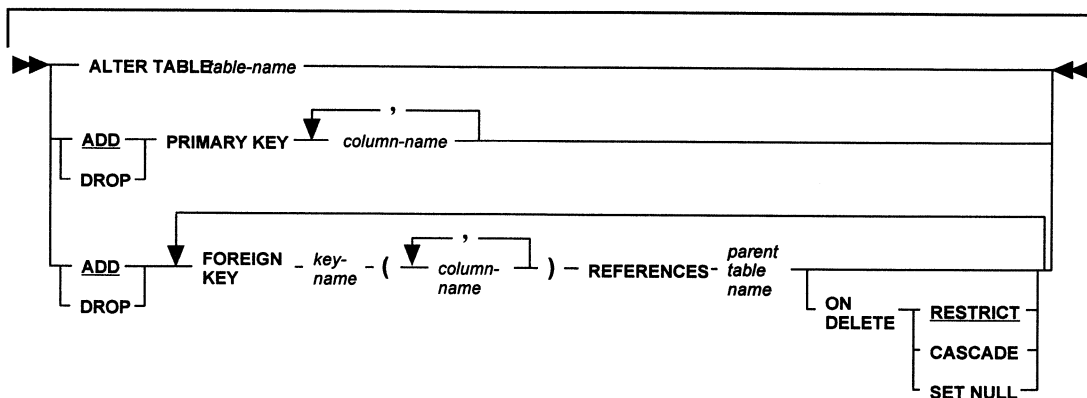 ALTER TABLE table-name
,
ADD PRIMARY KEY column-name
DROP
,
ADD FOREIGN KEY key-name ( column-name ) REFERENCES parent table name
DROP
ON DELETE RESTRICT
CASCADE
SET NULL